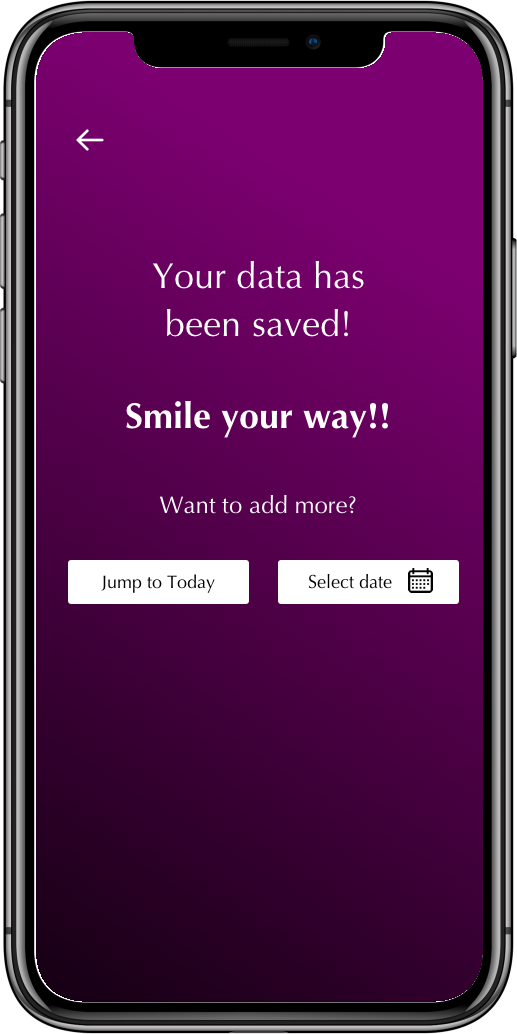 Your data has
been saved!
Smile your way!!
Want to add more?
Jump to Today
Select date